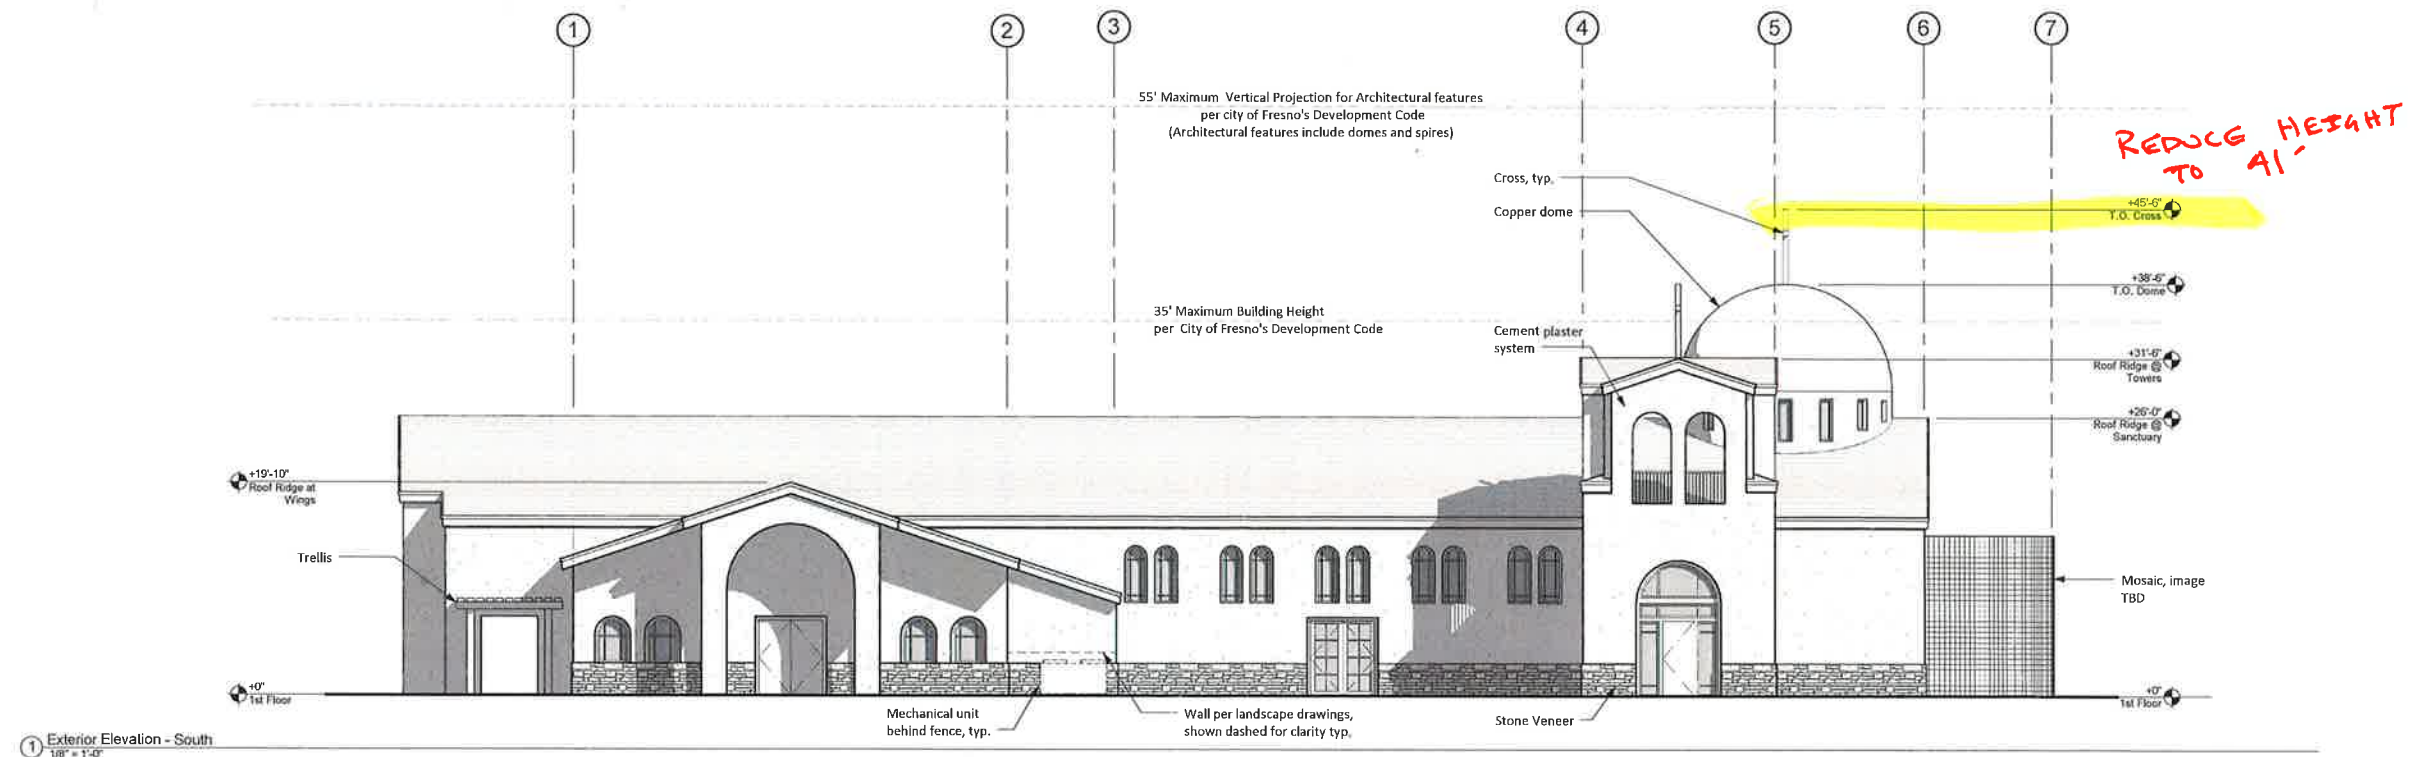 1
2
3
4
5
6
7
55' Maximum Vertical Projection for Architectural features
per city of Fresno's Development Code
(Architectural features include domes and spires)
REDUCE HEIGHT
TO 41'
Cross, typ.
+45'-6"
T.O. Cross
Copper dome
+38'-6"
T.O. Dome
35' Maximum Building Height
per City of Fresno's Development Code
Cement plaster
system
+31'-6"
Roof Ridge @
Towers
+26'-0"
Roof Ridge @
Sanctuary
+19'-10"
Roof Ridge at
Wings
Trellis
Mosaic, image
TBD
+0"
1st Floor
+0"
1st Floor
Mechanical unit
behind fence, typ.
Wall per landscape drawings,
shown dashed for clarity typ.
Stone Veneer
1
Exterior Elevation - South
1/8" = 1'-0"